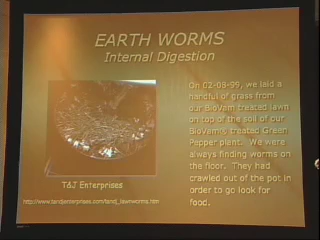 EARTH WORMS
Internal Digestion
On 02-08-99, we laid a
handful of grass from
our BioVam treated lawn
on top of the soil of our
BioVam treated Green
Pepper plant. We were
always finding worms on
the floor. They had
crawled out of the pot in
order to go look for
food.
T&J Enterprises
http://www.tandjenterprises.com/tandj_lawnworms.htm